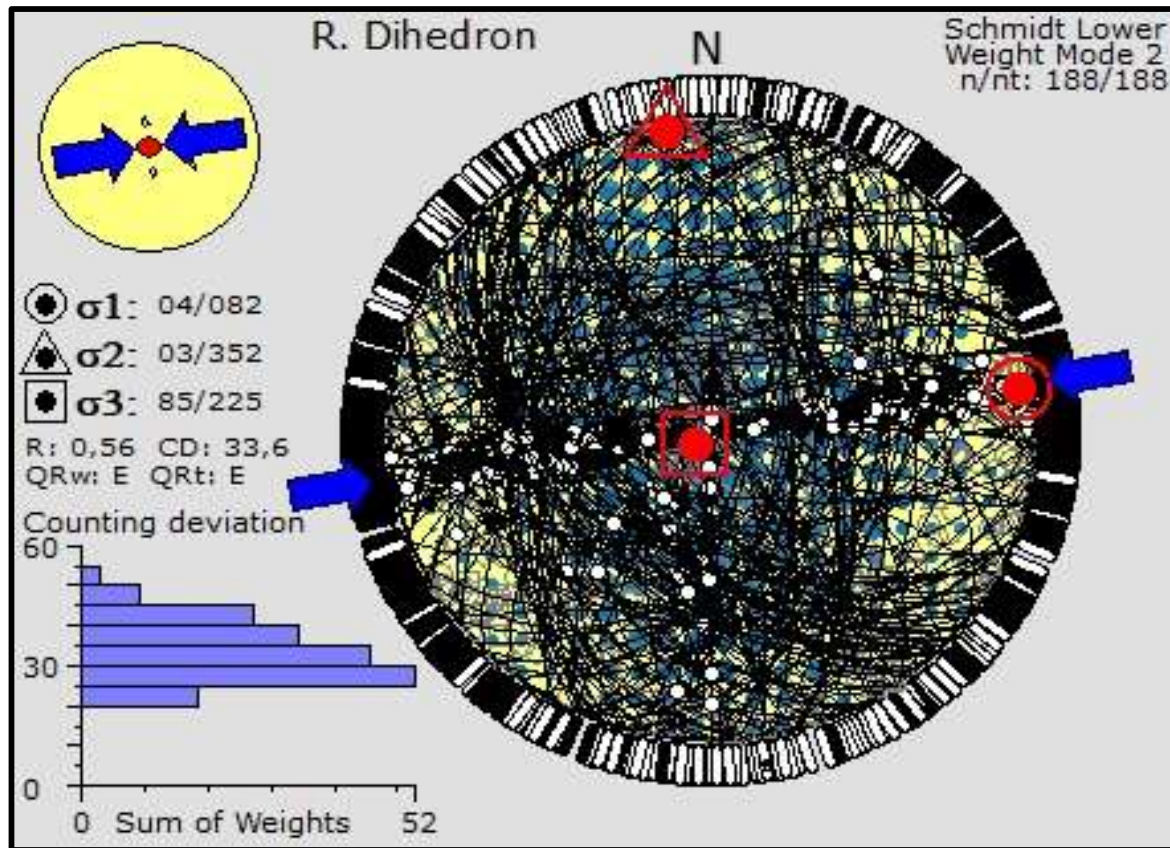 R. Dihedron
N
Schmidt Lower
Weight Mode 2
n/nt: 188/188
σ1: 04/082
σ2: 03/352
σ3: 85/225
R: 0,56 CD: 33,6
QRw: E QRt: E
Counting deviation
60
30
0
0 Sum of Weights 52